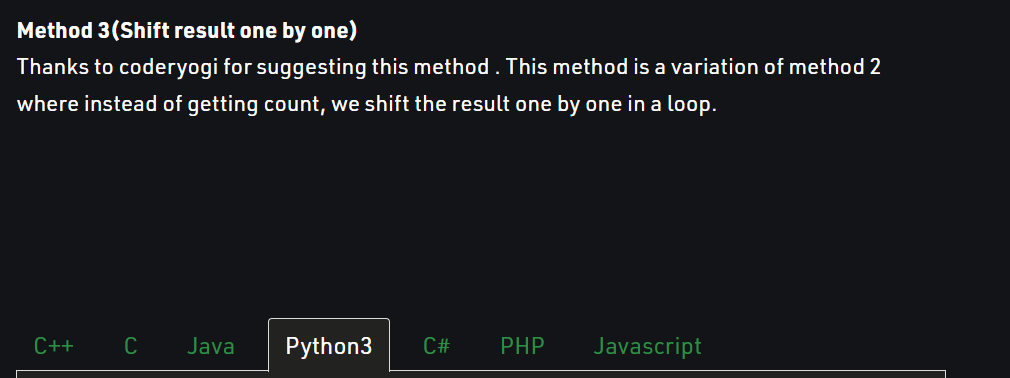 Method 3(Shift result one by one)
Thanks to coderyogi for suggesting this method . This method is a variation of method 2
where instead of getting count, we shift the result one by one in a loop.
C++ C Java Python3 C# PHP Javascript